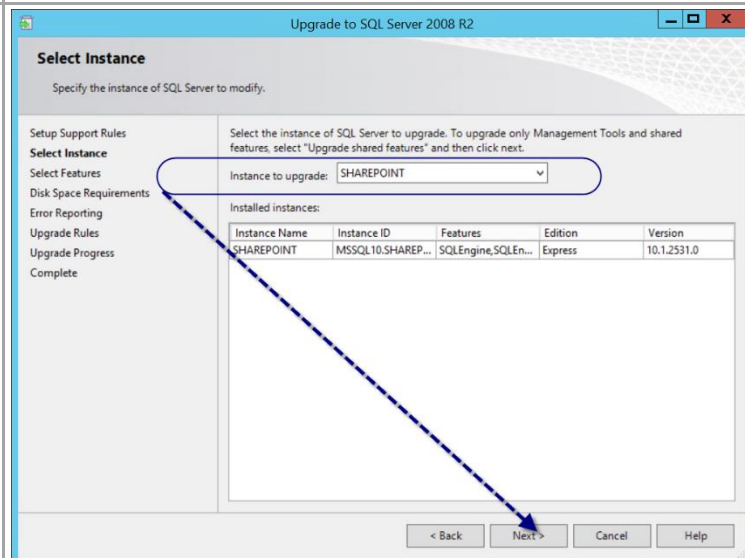 Upgrade to SQL Server 2008 R2
Select Instance
Specify the instance of SQL Server to modify.
Setup Support Rules
Select Instance
Select Features
Disk Space Requirements
Error Reporting
Upgrade Rules
Upgrade Progress
Complete
Select the instance of SQL Server to upgrade. To upgrade only Management Tools and shared
features, select "Upgrade shared features" and then click next.
Instance to upgrade: SHAREPOINT
Installed instances:
Instance Name Instance ID Features Edition Version
SHAREPOINT MSSQL10.SHAREP... SQLEngine,SQLEn... Express 10.1.2531.0
< Back Next > Cancel Help